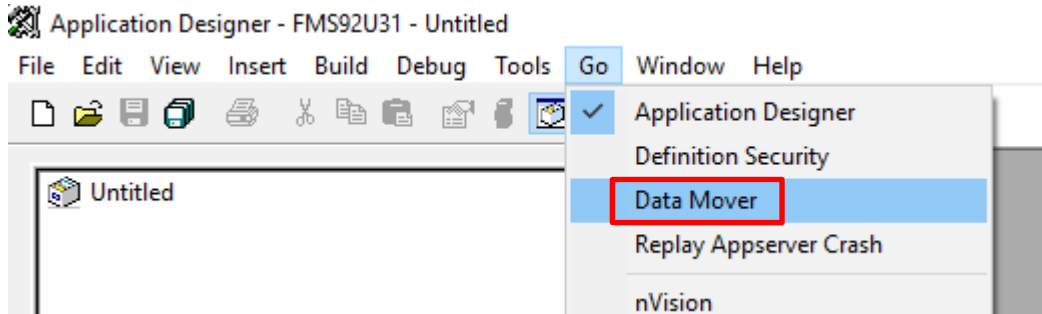 Application Designer - FMS92U31 - Untitled
File Edit View Insert Build Debug Tools Go Window Help
Application Designer
Definition Security
Untitled
Data Mover
Replay Appserver Crash
nVision